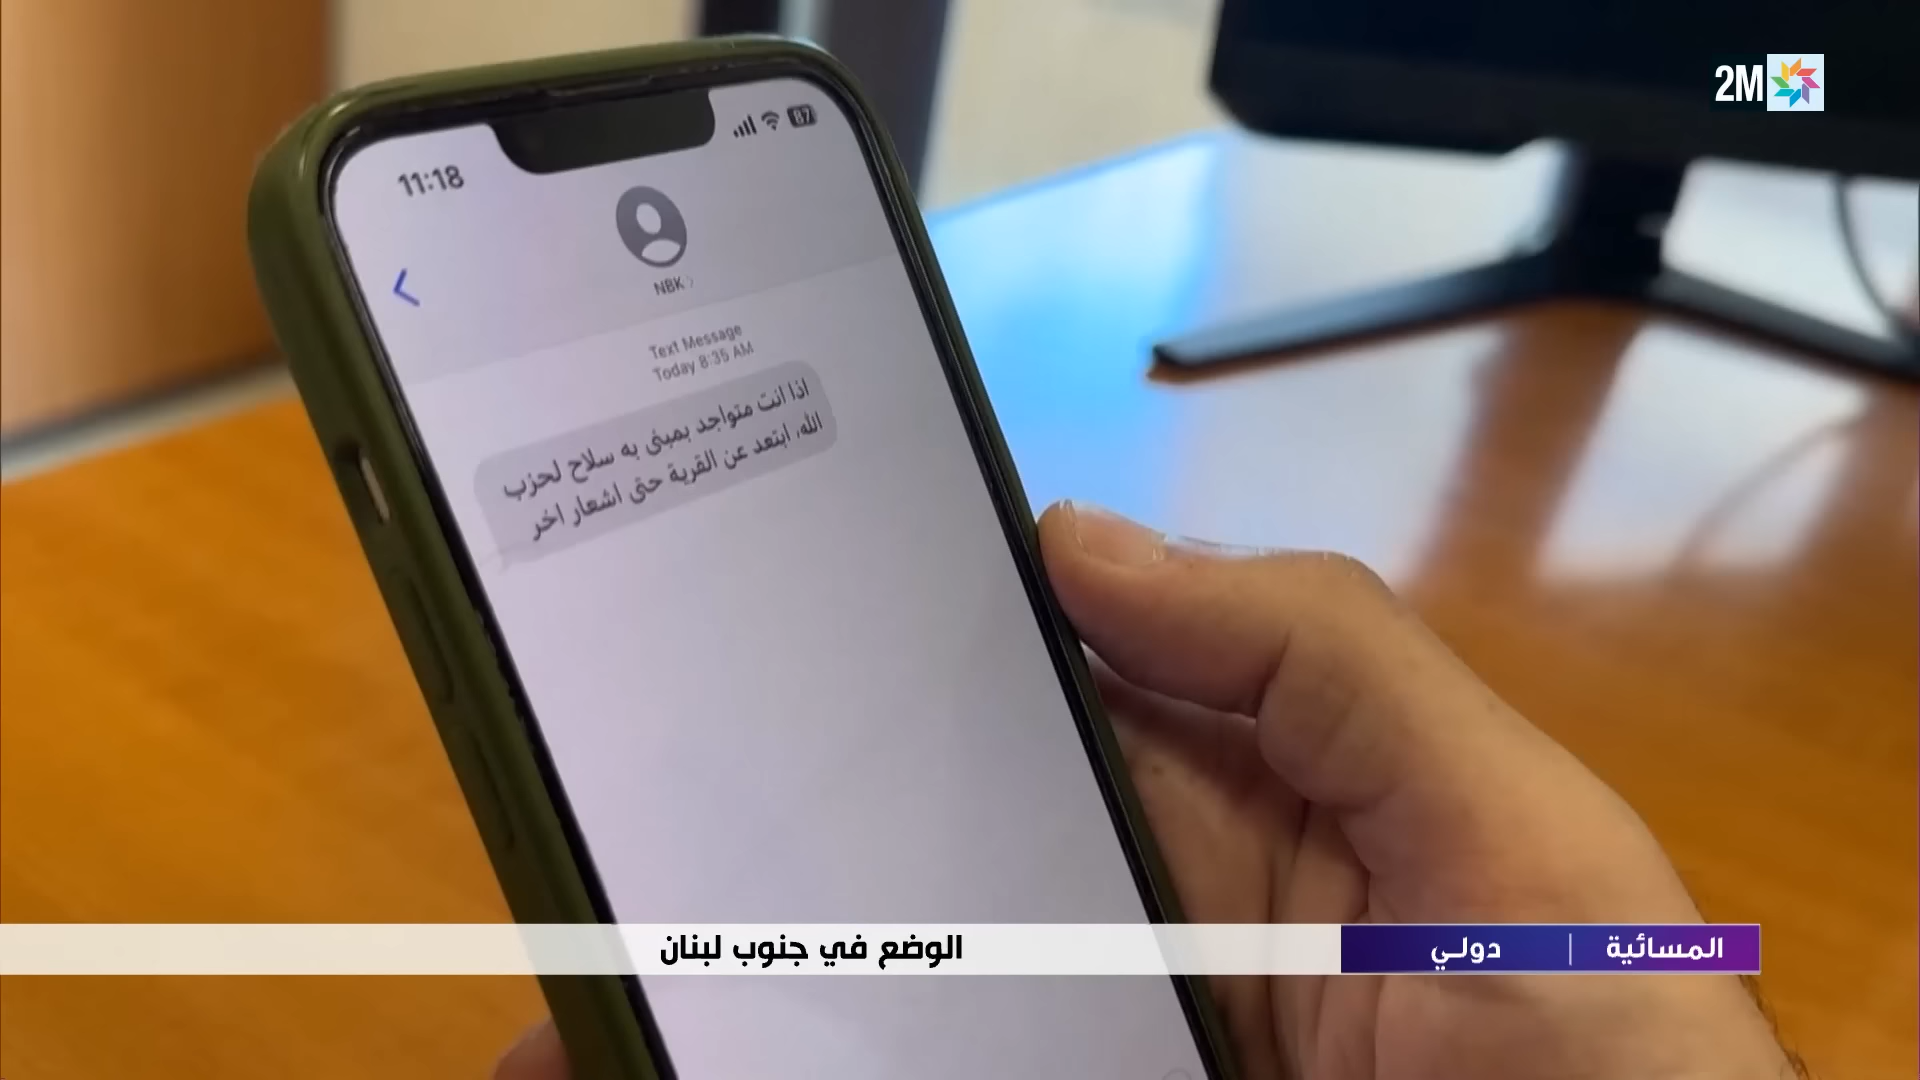 2M
11:18
87
NBK
Text Message
Today 8:35 AM
اذا انت متواجد بمبنى به سلاح لحزب
الله, ابتعد عن القرية حتى اشعار اخر
المسائية | دولي
الوضع في جنوب لبنان